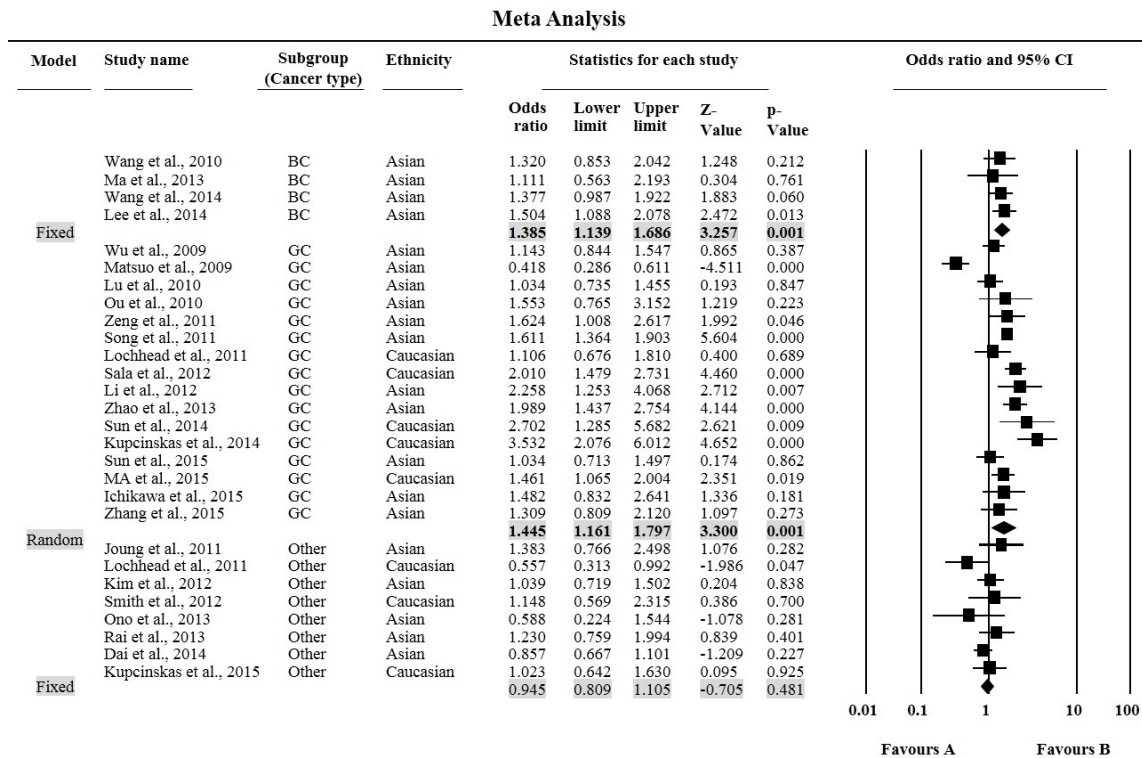 Meta Analysis
Model Study name Subgroup (Cancer type) Ethnicity Statistics for each study Odds ratio and 95% CI
Odds ratio Lower limit Upper limit Z-Value p-Value
Wang et al., 2010 BC Asian 1.320 0.853 2.042 1.248 0.212
Ma et al., 2013 BC Asian 1.111 0.563 2.193 0.304 0.761
Wang et al., 2014 BC Asian 1.377 0.987 1.922 1.883 0.060
Lee et al., 2014 BC Asian 1.504 1.088 2.078 2.472 0.013
Fixed 1.385 1.139 1.686 3.257 0.001
Wu et al., 2009 GC Asian 1.143 0.844 1.547 0.865 0.387
Matsuo et al., 2009 GC Asian 0.418 0.286 0.611 -4.511 0.000
Lu et al., 2010 GC Asian 1.034 0.735 1.455 0.193 0.847
Ou et al., 2010 GC Asian 1.553 0.765 3.152 1.219 0.223
Zeng et al., 2011 GC Asian 1.624 1.008 2.617 1.992 0.046
Song et al., 2011 GC Asian 1.611 1.364 1.903 5.604 0.000
Lochhead et al., 2011 GC Caucasian 1.106 0.676 1.810 0.400 0.689
Sala et al., 2012 GC Caucasian 2.010 1.479 2.731 4.460 0.000
Li et al., 2012 GC Asian 2.258 1.253 4.068 2.712 0.007
Zhao et al., 2013 GC Asian 1.989 1.437 2.754 4.144 0.000
Sun et al., 2014 GC Caucasian 2.702 1.285 5.682 2.621 0.009
Kupcinskas et al., 2014 GC Caucasian 3.532 2.076 6.012 4.652 0.000
Sun et al., 2015 GC Asian 1.034 0.713 1.497 0.174 0.862
MA et al., 2015 GC Caucasian 1.461 1.065 2.004 2.351 0.019
Ichikawa et al., 2015 GC Asian 1.482 0.832 2.641 1.336 0.181
Zhang et al., 2015 GC Asian 1.309 0.809 2.120 1.097 0.273
Random 1.445 1.161 1.797 3.300 0.001
Joung et al., 2011 Other Asian 1.383 0.766 2.498 1.076 0.282
Lochhead et al., 2011 Other Caucasian 0.557 0.313 0.992 -1.986 0.047
Kim et al., 2012 Other Asian 1.039 0.719 1.502 0.204 0.838
Smith et al., 2012 Other Caucasian 1.148 0.569 2.315 0.386 0.700
Ono et al., 2013 Other Asian 0.588 0.224 1.544 -1.078 0.281
Rai et al., 2013 Other Asian 1.230 0.759 1.994 0.839 0.401
Dai et al., 2014 Other Asian 0.857 0.667 1.101 -1.209 0.227
Kupcinskas et al., 2015 Other Caucasian 1.023 0.642 1.630 0.095 0.925
Fixed 0.945 0.809 1.105 -0.705 0.481
0.01 0.1 1 10 100
Favours A Favours B